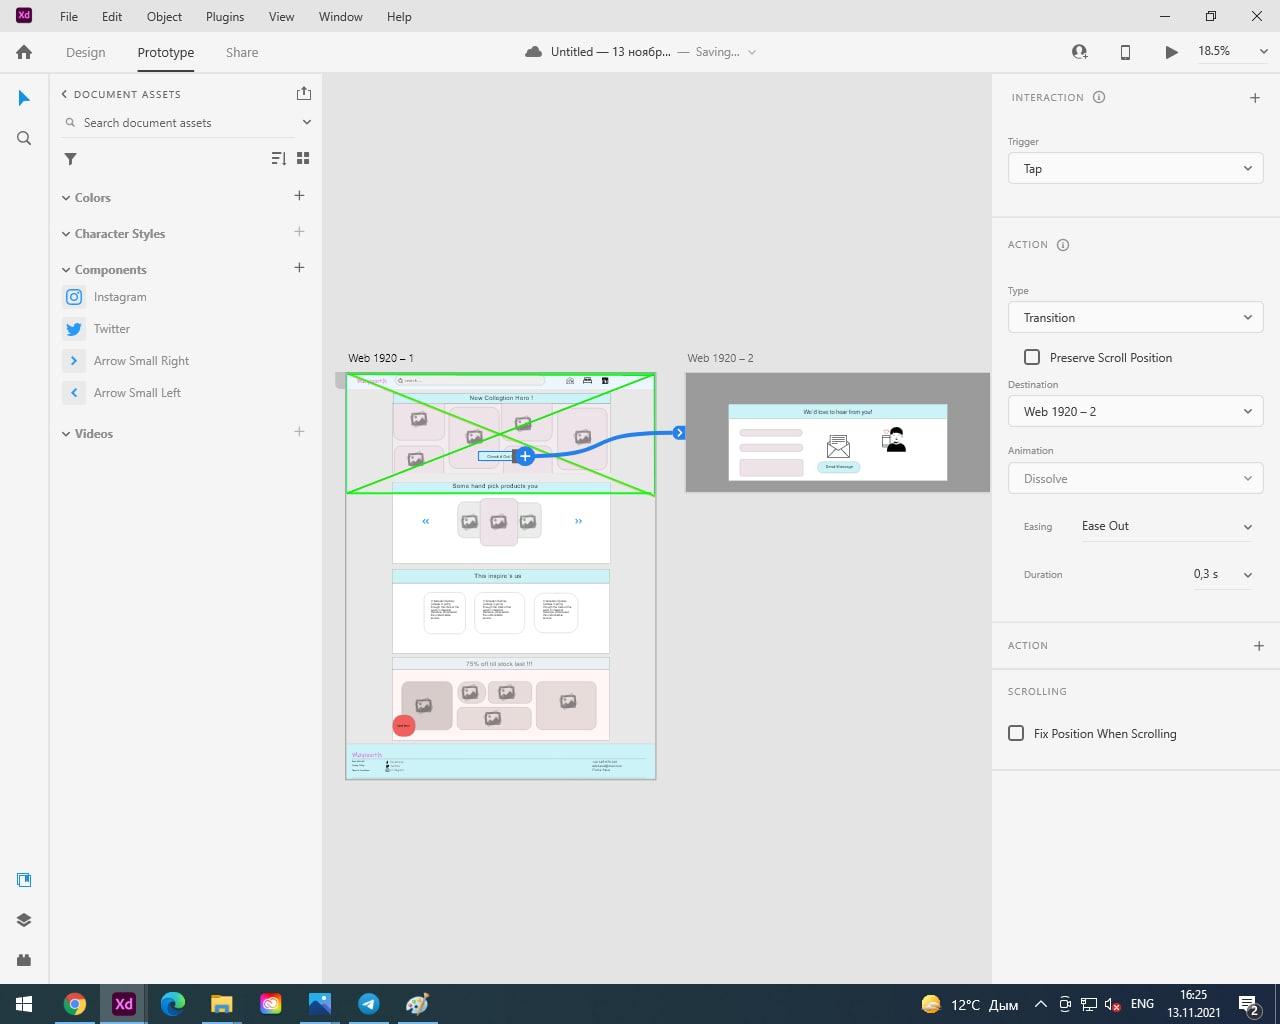 Xd File Edit Object Plugins View Window Help
Design Prototype Share
Untitled — 13 ноябр... — Saving...
18.5%
DOCUMENT ASSETS
Search document assets
Colors
Character Styles
Components
Instagram
Twitter
Arrow Small Right
Arrow Small Left
Videos
Web 1920 – 1
New Collection Here !
Some hand pick products you
This inspire's us
75% off till stock last !!!
Web 1920 – 2
We'd love to hear from you!
Send Message
INTERACTION
Trigger
Tap
ACTION
Type
Transition
Preserve Scroll Position
Destination
Web 1920 – 2
Animation
Dissolve
Easing Ease Out
Duration 0,3 s
ACTION
SCROLLING
Fix Position When Scrolling
Xd
12°C Дым
ENG
16:25
13.11.2021
2